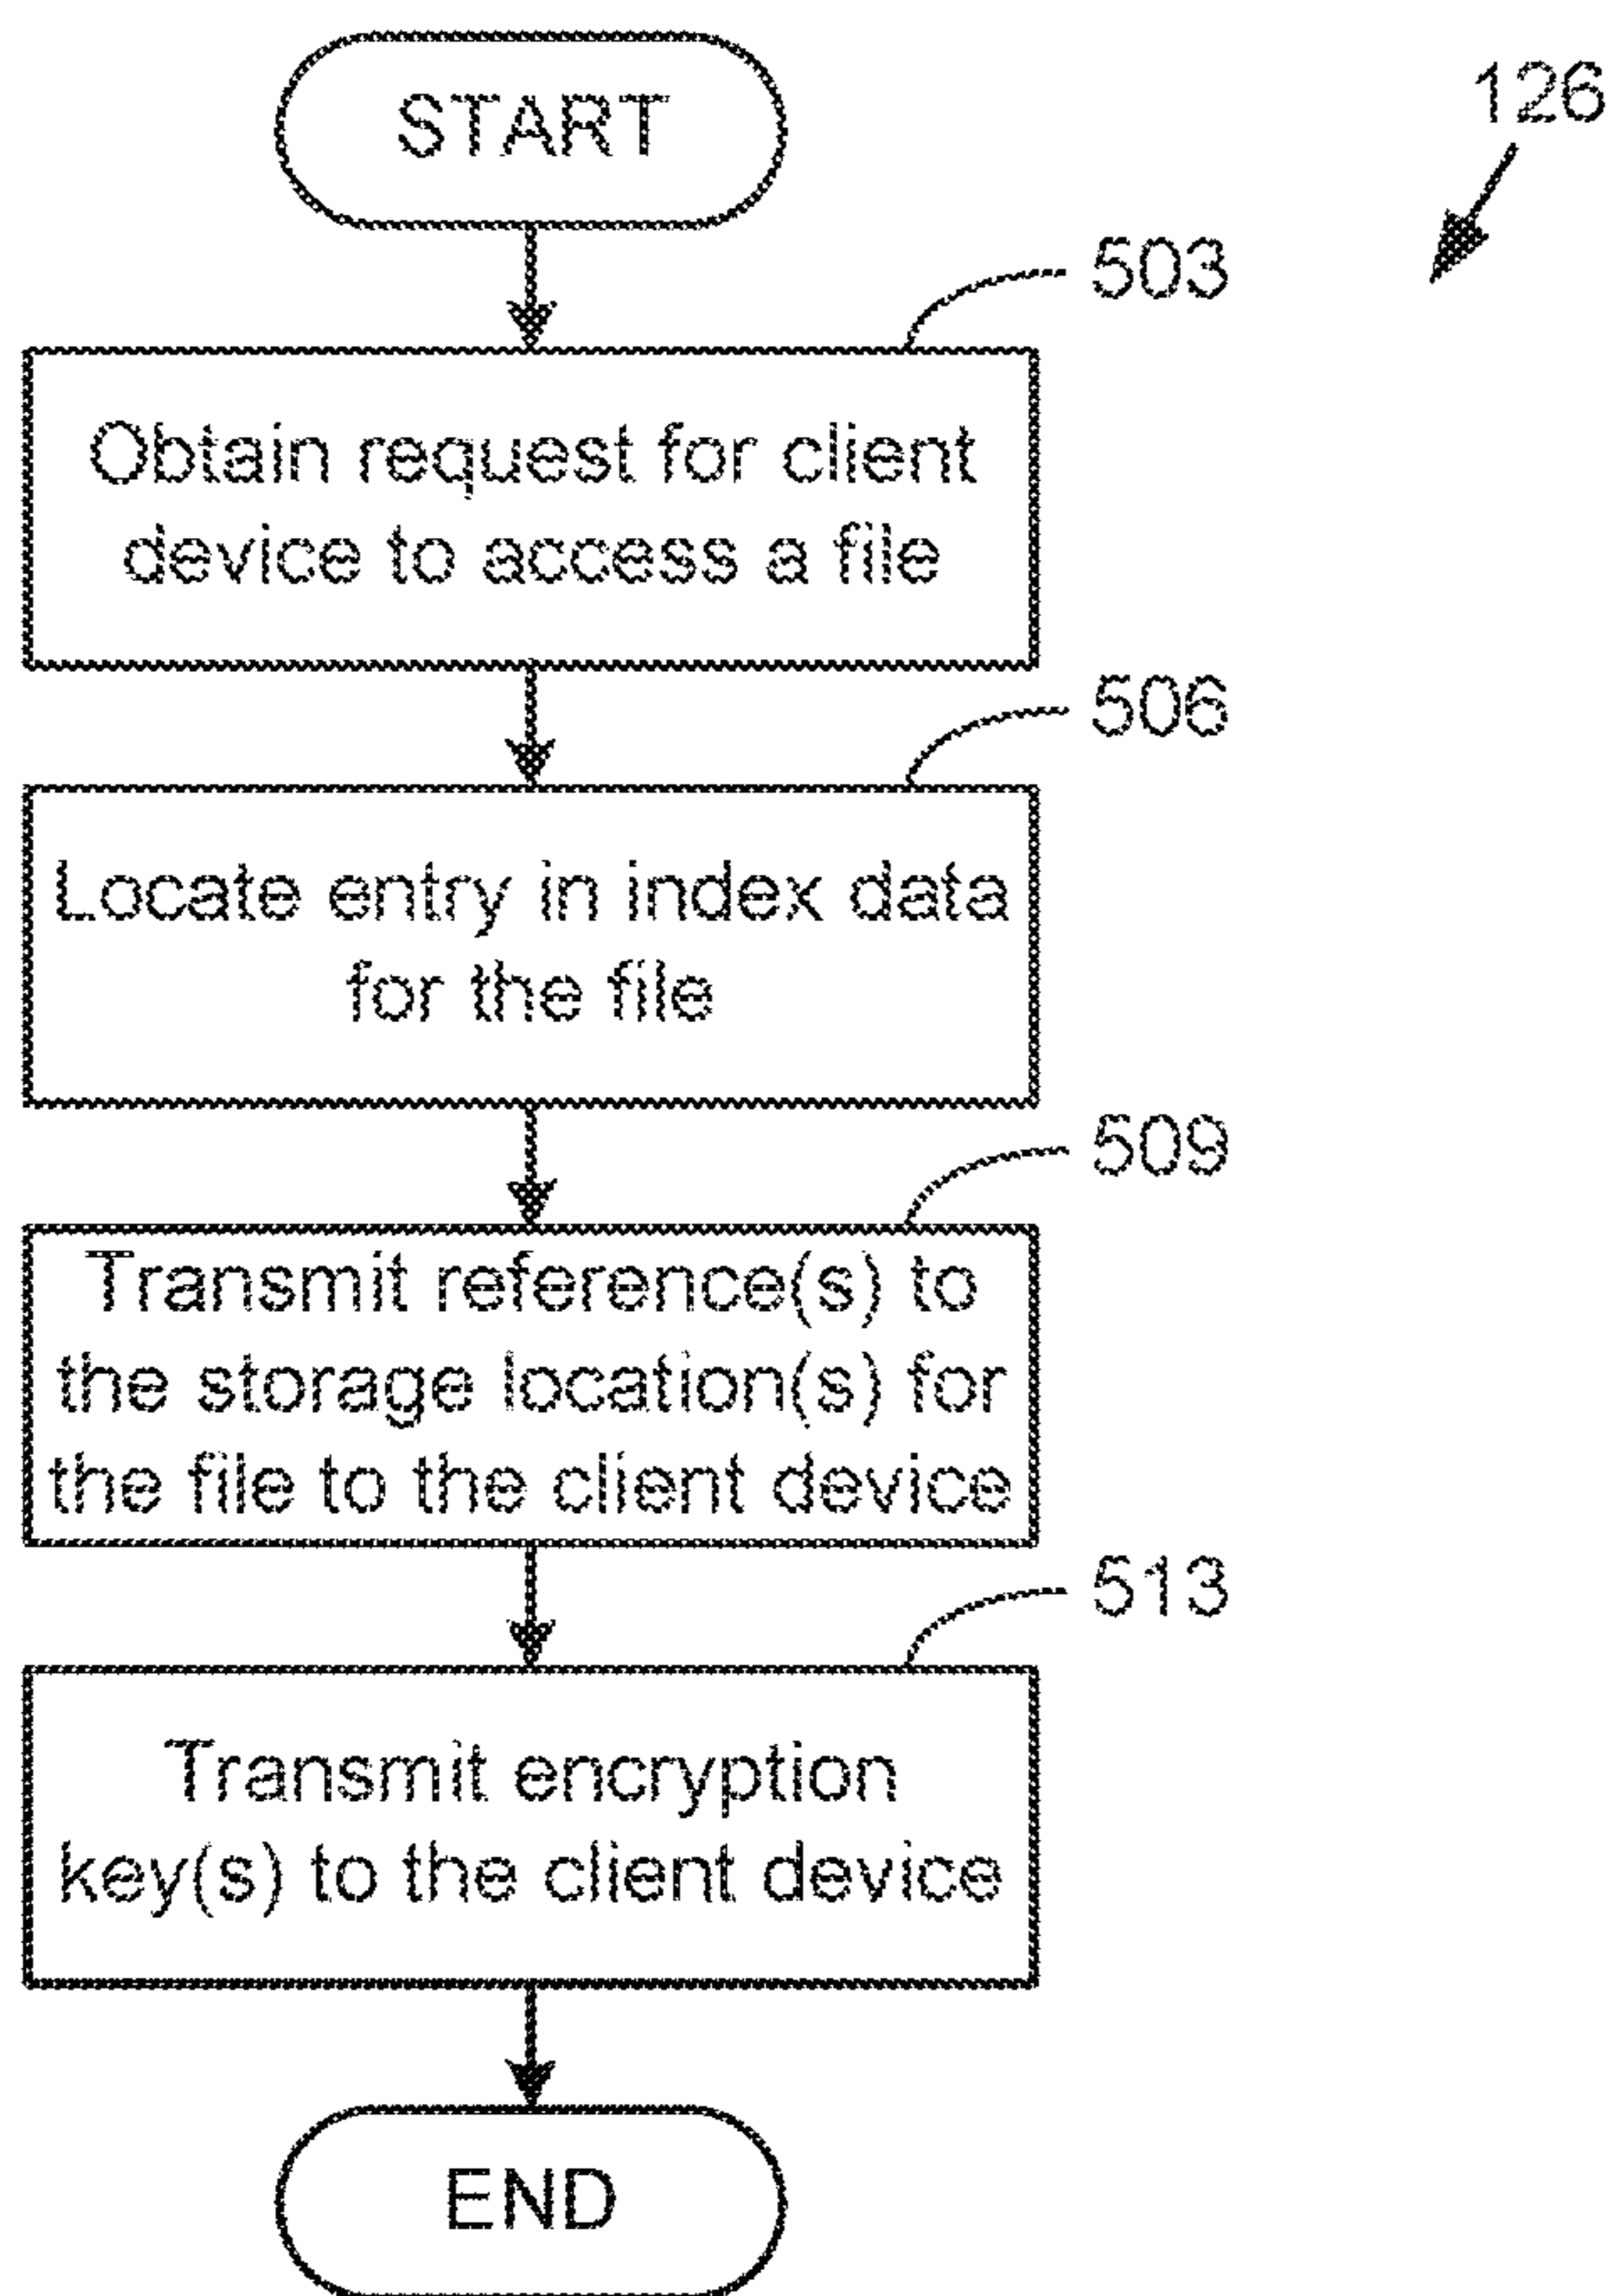 START
126
503
Obtain request for client
device to access a file
506
Locate entry in index data
for the file
509
Transmit reference(s) to
the storage location(s) for
the file to the client device
513
Transmit encryption
key(s) to the client device
END